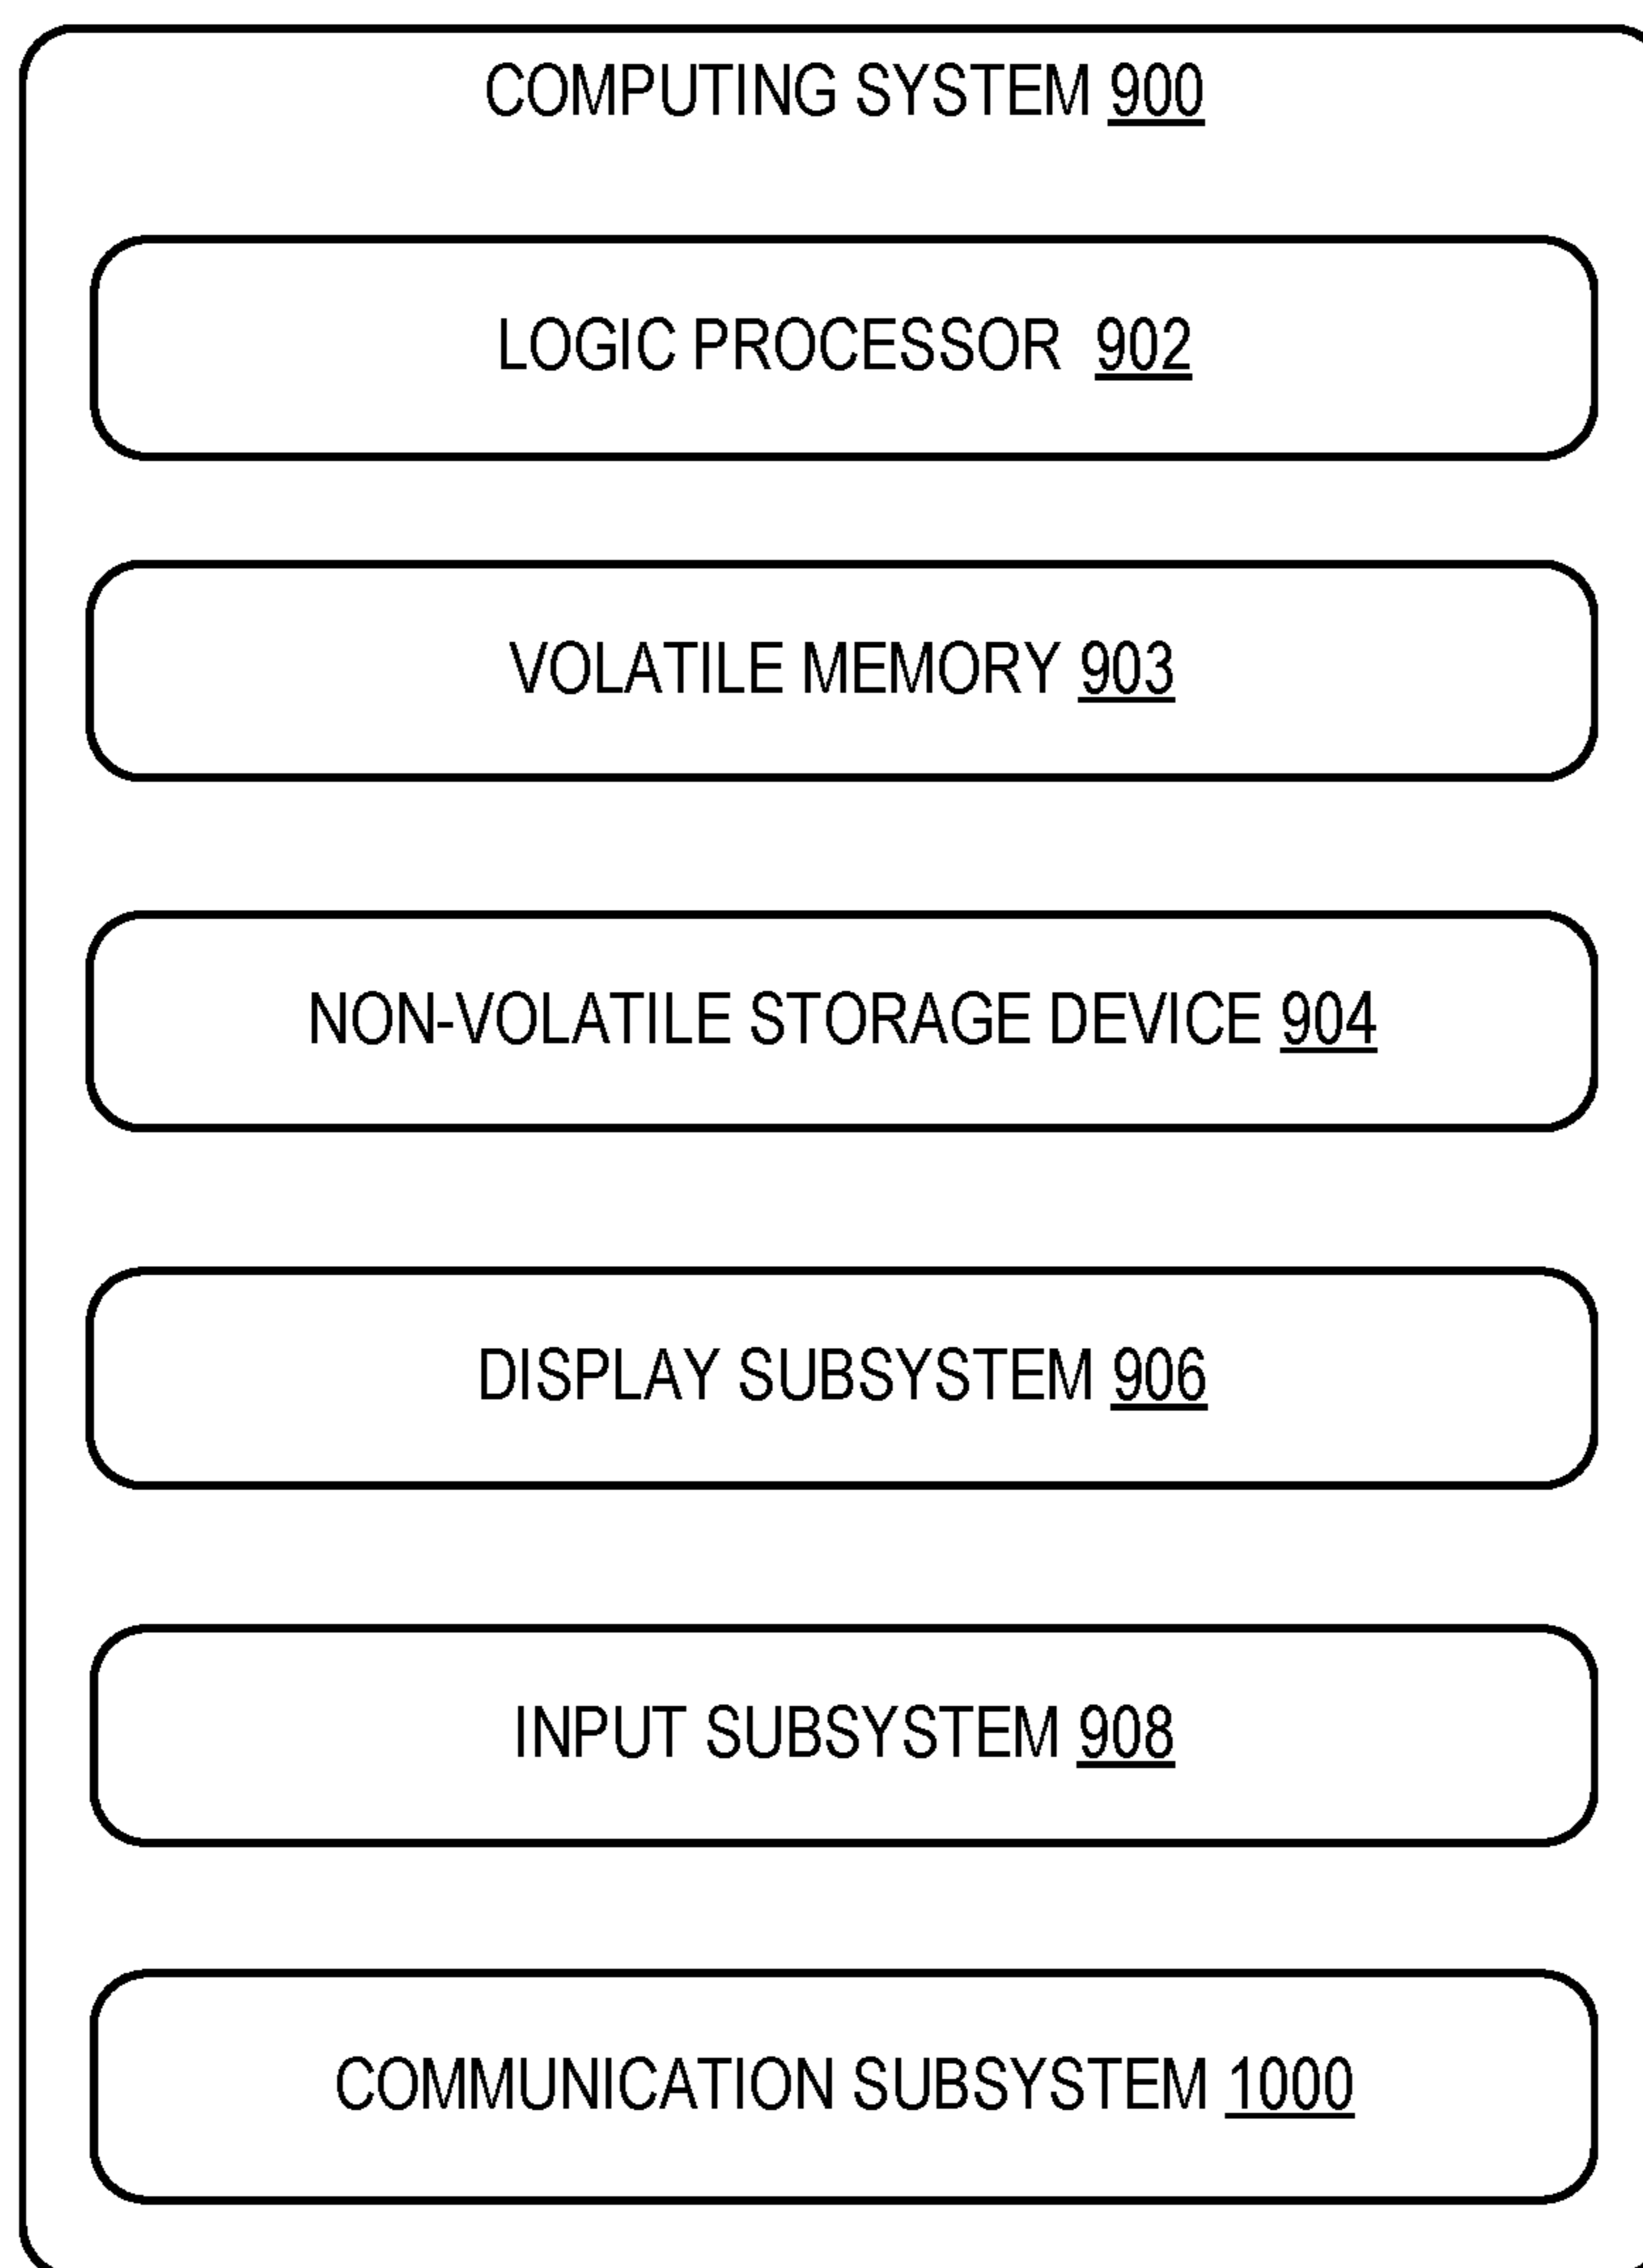 COMPUTING SYSTEM 900
LOGIC PROCESSOR 902
VOLATILE MEMORY 903
NON-VOLATILE STORAGE DEVICE 904
DISPLAY SUBSYSTEM 906
INPUT SUBSYSTEM 908
COMMUNICATION SUBSYSTEM 1000